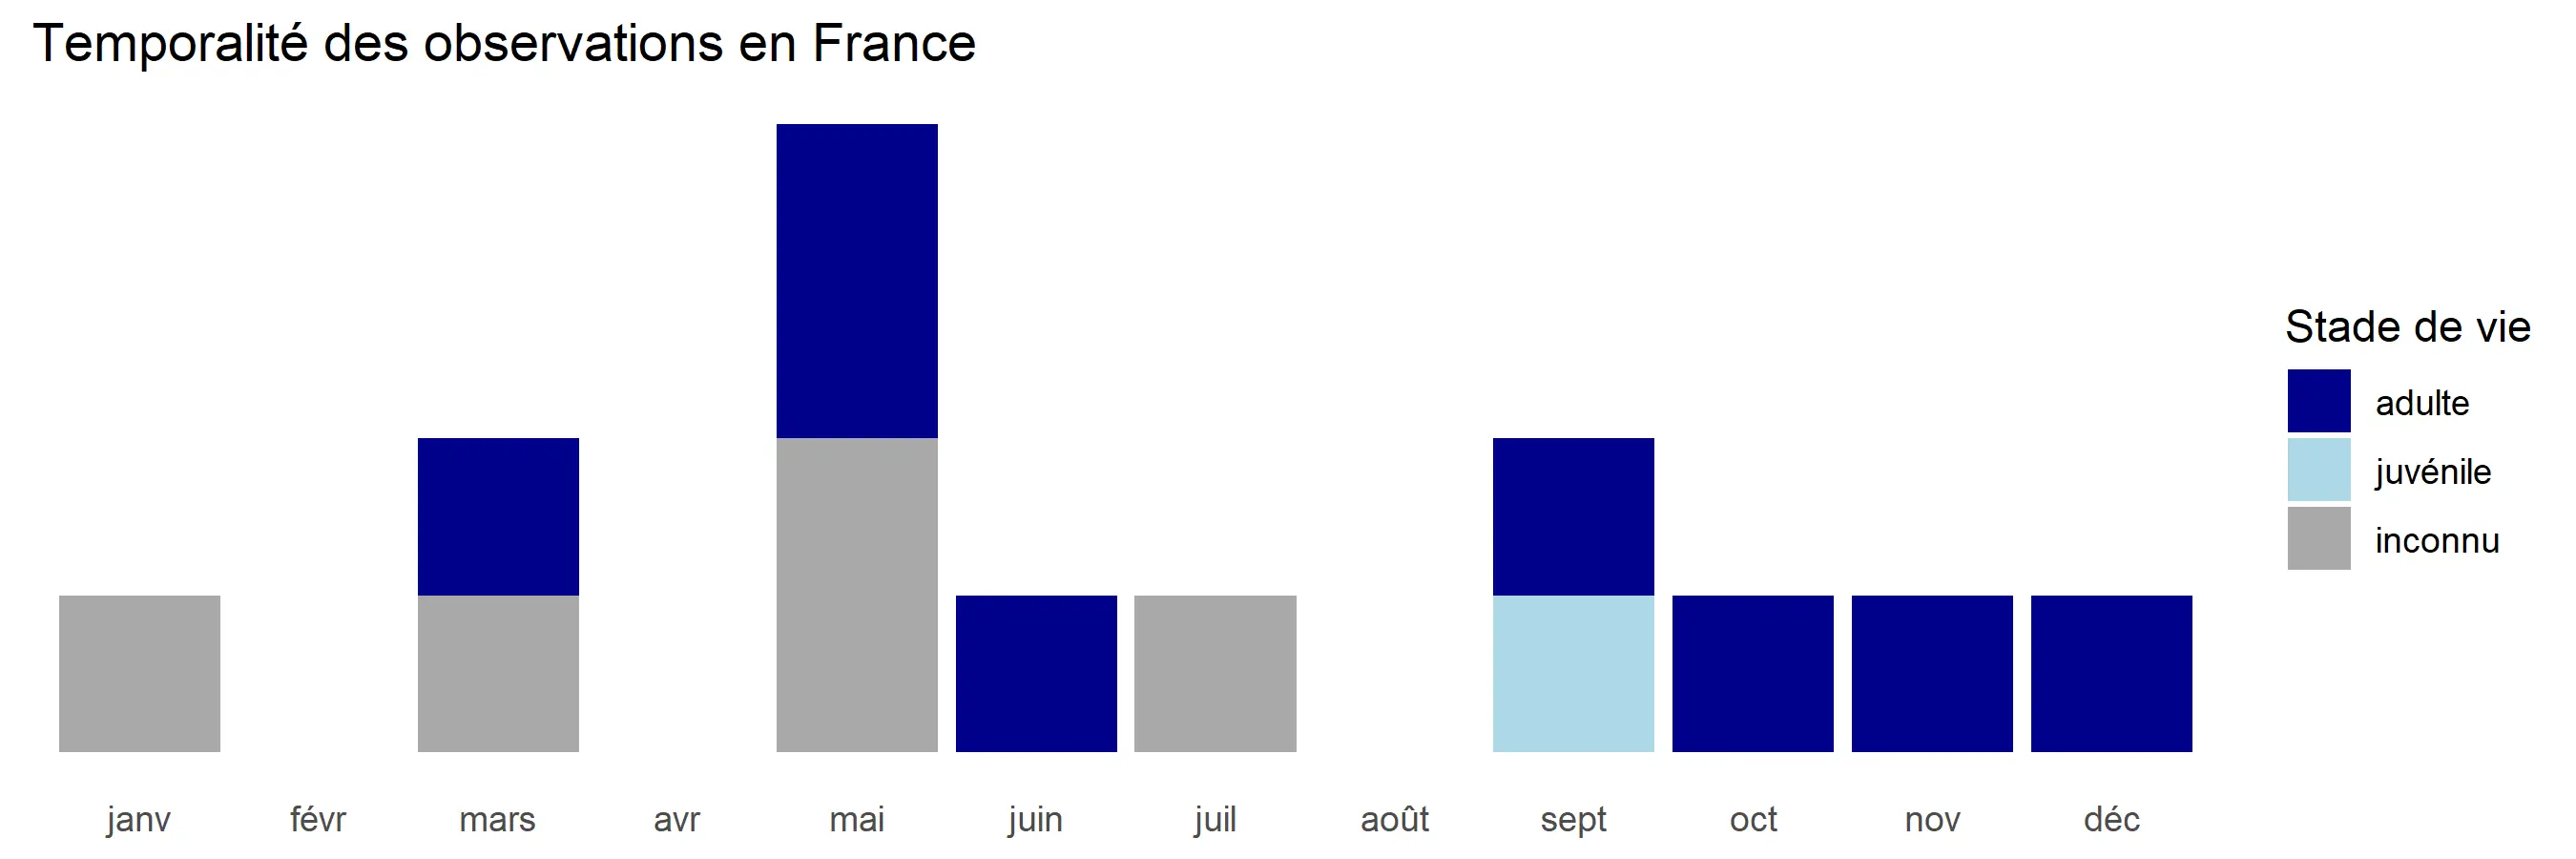 Temporalité des observations en France
Stade de vie
adulte
juvénile
inconnu
janv févr mars avr mai juin juil août sept oct nov déc